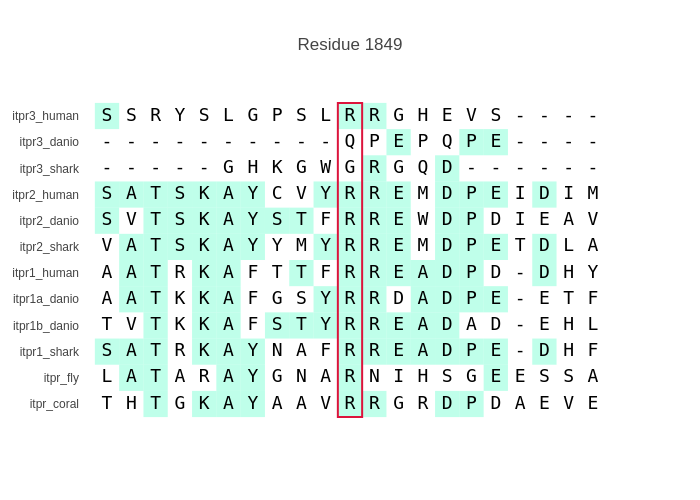 Residue 1849
itpr3_human S S R Y S L G P S L R R G H E V S - - - -
itpr3_danio - - - - - - - - - - Q P E P Q P E - - - -
itpr3_shark - - - - - G H K G W G R G Q D - - - - - -
itpr2_human S A T S K A Y C V Y R R E M D P E I D I M
itpr2_danio S V T S K A Y S T F R R E W D P D I E A V
itpr2_shark V A T S K A Y Y M Y R R E M D P E T D L A
itpr1_human A A T R K A F T T F R R E A D P D - D H Y
itpr1a_danio A A T K K A F G S Y R R D A D P E - E T F
itpr1b_danio T V T K K A F S T Y R R E A D A D - E H L
itpr1_shark S A T R K A Y N A F R R E A D P E - D H F
itpr_fly L A T A R A Y G N A R N I H S G E E S S A
itpr_coral T H T G K A Y A A V R R G R D P D A E V E